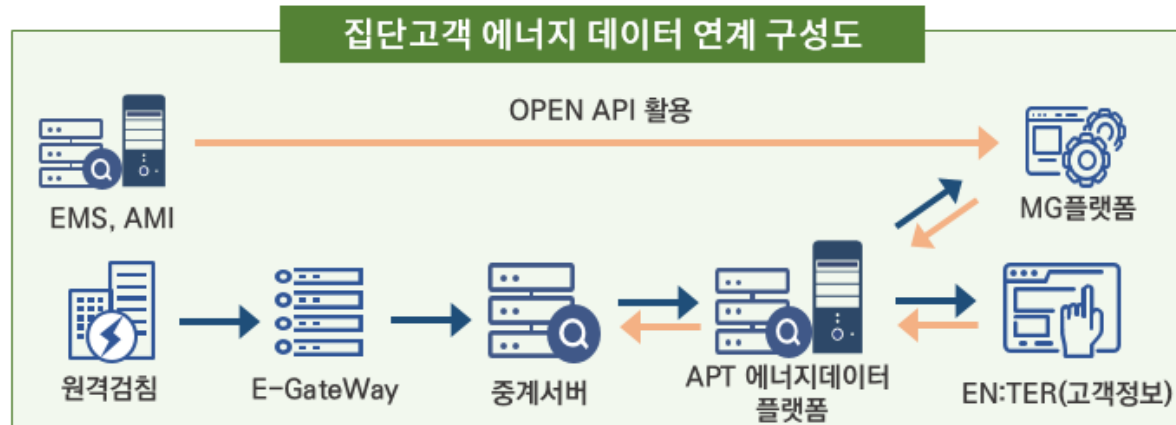 집단고객 에너지 데이터 연계 구성도
OPEN API 활용
EMS, AMI
MG플랫폼
원격검침
E-GateWay
중계서버
APT 에너지데이터
플랫폼
EN:TER(고객정보)